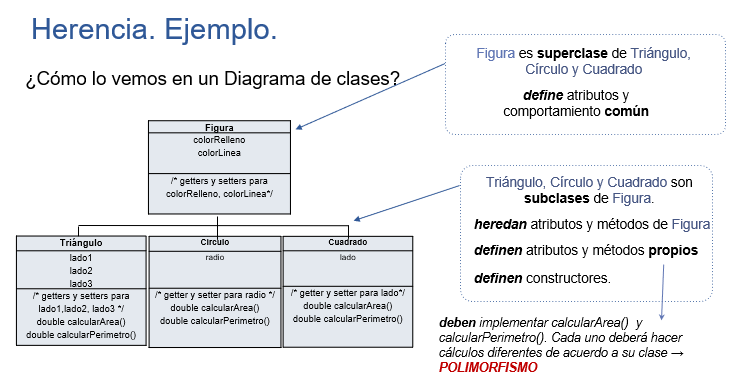 Herencia. Ejemplo.
¿Cómo lo vemos en un Diagrama de clases?
Figura es superclase de Triángulo,
Círculo y Cuadrado
define atributos y
comportamiento común
Figura
colorRelleno
colorLinea
/* getters y setters para
colorRelleno, colorLinea*/
Triángulo, Círculo y Cuadrado son
subclases de Figura.
heredan atributos y métodos de Figura
definen atributos y métodos propios
definen constructores.
Triángulo
lado1
lado2
lado3
/* getters y setters para
lado1,lado2, lado3 */
double calcularArea()
double calcularPerimetro()
Círculo
radio
/* getter y setter para radio */
double calcularArea()
double calcularPerimetro()
Cuadrado
lado
/* getter y setter para lado*/
double calcularArea()
double calcularPerimetro()
deben implementar calcularArea() y
calcularPerimetro(). Cada uno deberá hacer
cálculos diferentes de acuerdo a su clase →
POLIMORFISMO